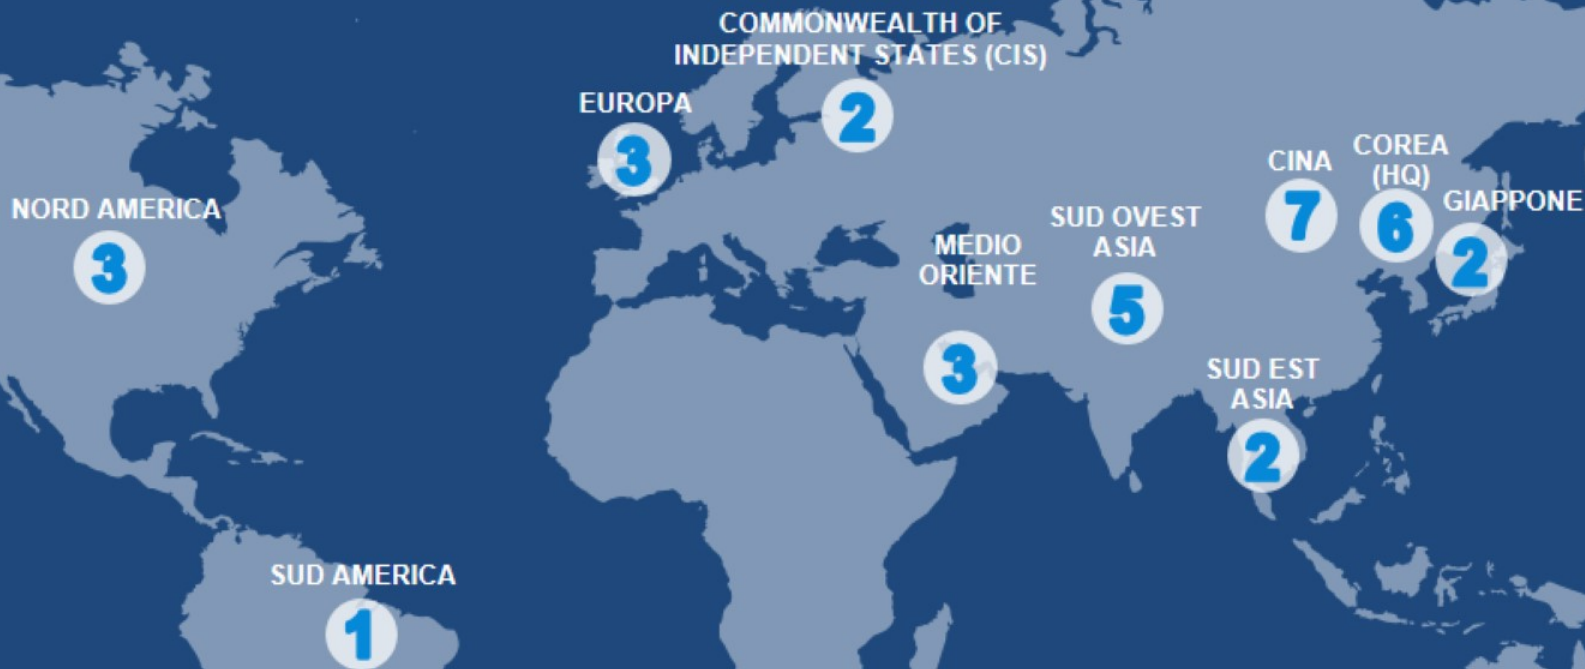 COMMONWEALTH OF
INDEPENDENT STATES (CIS)
2
EUROPA
3
NORD AMERICA
3
CINA
7
COREA
(HQ)
6
GIAPPONE
2
SUD OVEST
ASIA
5
MEDIO
ORIENTE
3
SUD EST
ASIA
2
SUD AMERICA
1